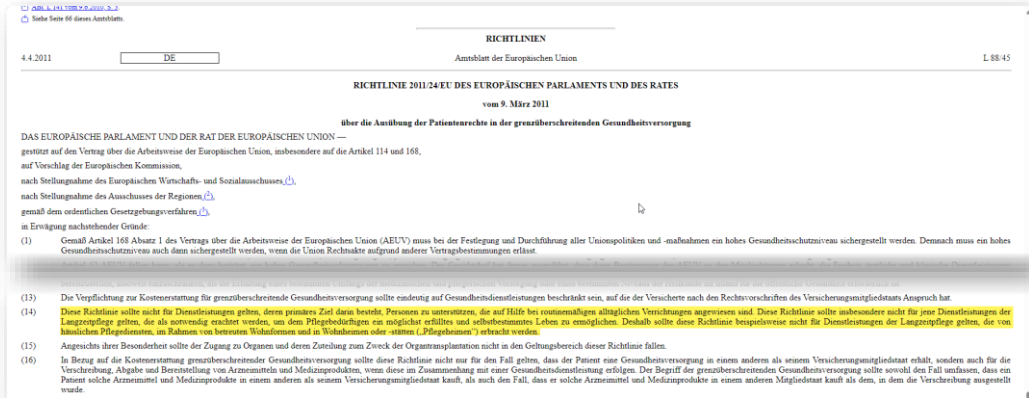 (*) ABl. L 141 vom 9.6.2010, S. 3.
(*) Siehe Seite 66 dieses Amtsblatts.
RICHTLINIEN
4.4.2011 DE Amtsblatt der Europäischen Union L 88/45
RICHTLINIE 2011/24/EU DES EUROPÄISCHEN PARLAMENTS UND DES RATES
vom 9. März 2011
über die Ausübung der Patientenrechte in der grenzüberschreitenden Gesundheitsversorgung
DAS EUROPÄISCHE PARLAMENT UND DER RAT DER EUROPÄISCHEN UNION —
gestützt auf den Vertrag über die Arbeitsweise der Europäischen Union, insbesondere auf die Artikel 114 und 168,
auf Vorschlag der Europäischen Kommission,
nach Stellungnahme des Europäischen Wirtschafts- und Sozialausschusses (1),
nach Stellungnahme des Ausschusses der Regionen (2),
gemäß dem ordentlichen Gesetzgebungsverfahren (3),
in Erwägung nachstehender Gründe:
(1) Gemäß Artikel 168 Absatz 1 des Vertrags über die Arbeitsweise der Europäischen Union (AEUV) muss bei der Festlegung und Durchführung aller Unionspolitiken und -maßnahmen ein hohes Gesundheitsschutzniveau sichergestellt werden. Demnach muss ein hohes
Gesundheitsschutzniveau auch dann sichergestellt werden, wenn die Union Rechtsakte aufgrund anderer Vertragsbestimmungen erlässt.
(13) Die Verpflichtung zur Kostenerstattung für grenzüberschreitende Gesundheitsversorgung sollte eindeutig auf Gesundheitsdienstleistungen beschränkt sein, auf die der Versicherte nach den Rechtsvorschriften des Versicherungsmitgliedstaats Anspruch hat.
(14) Diese Richtlinie sollte nicht für Dienstleistungen gelten, deren primäres Ziel darin besteht, Personen zu unterstützen, die auf Hilfe bei routinemäßigen alltäglichen Verrichtungen angewiesen sind. Diese Richtlinie sollte insbesondere nicht für jene Dienstleistungen der
Langzeitpflege gelten, die als notwendig erachtet werden, um dem Pflegebedürftigen ein möglichst erfülltes und selbstbestimmtes Leben zu ermöglichen. Deshalb sollte diese Richtlinie beispielsweise nicht für Dienstleistungen der Langzeitpflege gelten, die von
häuslichen Pflegediensten, im Rahmen von betreuten Wohnformen und in Wohnheimen oder -stätten („Pflegeheimen“) erbracht werden.
(15) Angesichts ihrer Besonderheit sollte der Zugang zu Organen und deren Zuteilung zum Zweck der Organtransplantation nicht in den Geltungsbereich dieser Richtlinie fallen.
(16) In Bezug auf die Kostenerstattung grenzüberschreitender Gesundheitsversorgung sollte diese Richtlinie nicht nur für den Fall gelten, dass der Patient eine Gesundheitsversorgung in einem anderen als seinem Versicherungsmitgliedstaat erhält, sondern auch für die
Verschreibung, Abgabe und Bereitstellung von Arzneimitteln und Medizinprodukten, wenn diese im Zusammenhang mit einer Gesundheitsdienstleistung erfolgen. Der Begriff der grenzüberschreitenden Gesundheitsversorgung sollte sowohl den Fall umfassen, dass ein
Patient solche Arzneimittel und Medizinprodukte in einem anderen als seinem Versicherungsmitgliedstaat kauft, als auch den Fall, dass er solche Arzneimittel und Medizinprodukte in einem anderen Mitgliedstaat kauft als dem, in dem die Verschreibung ausgestellt
wurde.